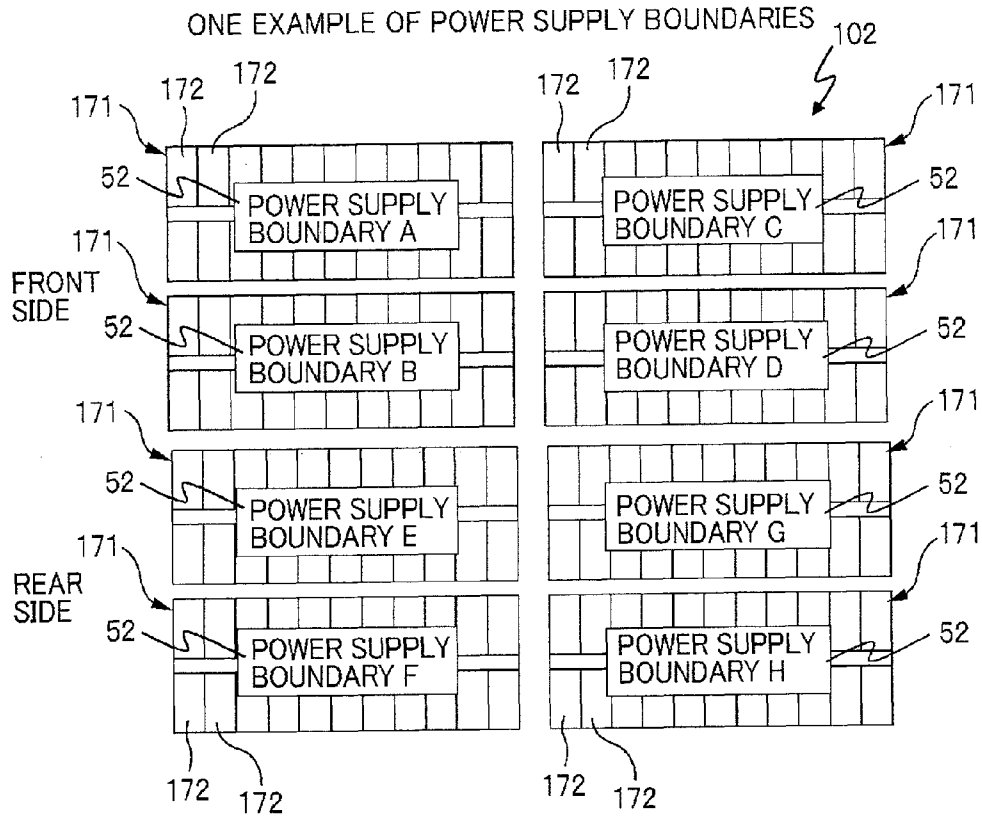 ONE EXAMPLE OF POWER SUPPLY BOUNDARIES
102
172
172
171
172
172
171
52
POWER SUPPLY
BOUNDARY A
POWER SUPPLY
BOUNDARY C
52
171
171
FRONT
SIDE
52
POWER SUPPLY
BOUNDARY B
POWER SUPPLY
BOUNDARY D
52
171
171
52
POWER SUPPLY
BOUNDARY E
POWER SUPPLY
BOUNDARY G
52
171
171
REAR
SIDE
52
POWER SUPPLY
BOUNDARY F
POWER SUPPLY
BOUNDARY H
52
172
172
172
172